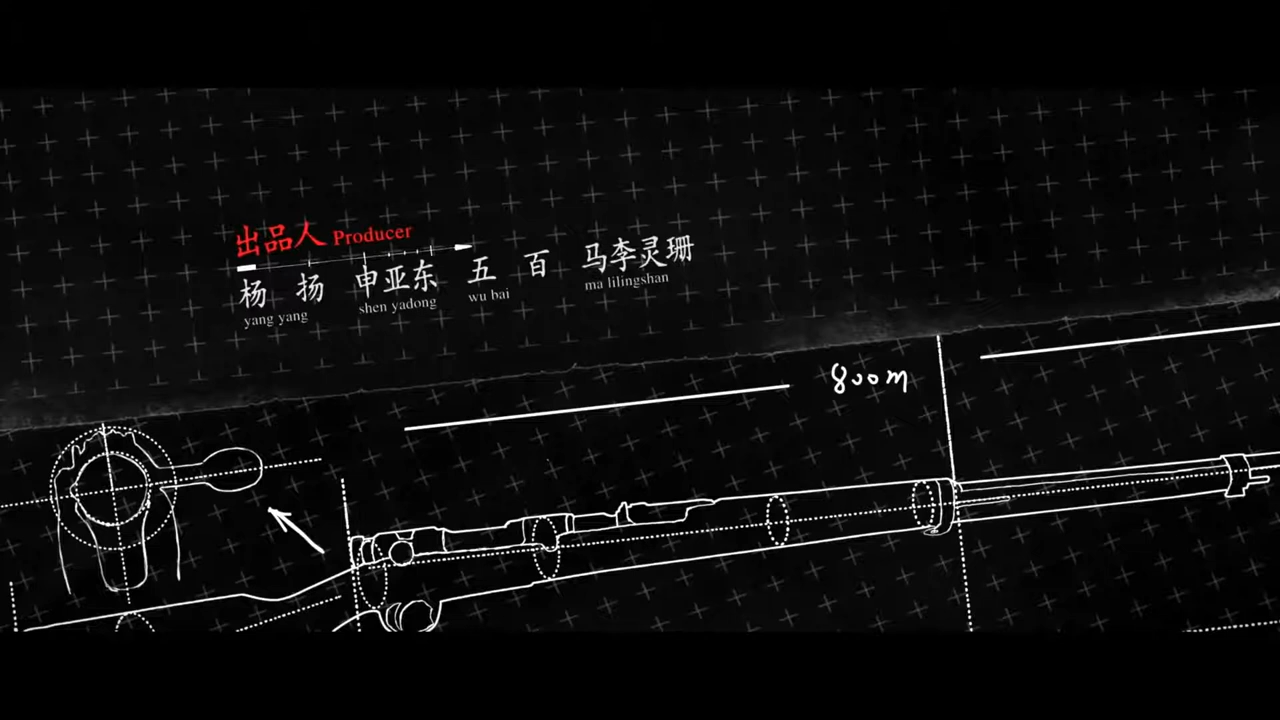 出品人 Producer
杨 扬 申亚东 五 百 马李灵珊
yang yang shen yadong wu bai ma lilingshan
800m